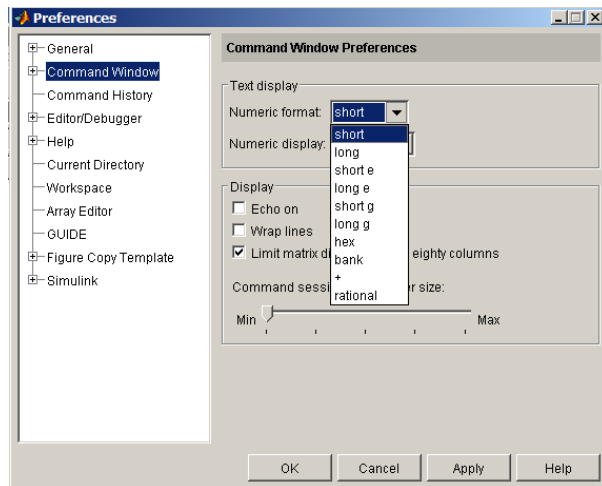 Preferences
General
Command Window
Command History
Editor/Debugger
Help
Current Directory
Workspace
Array Editor
GUIDE
Figure Copy Template
Simulink
Command Window Preferences
Text display
Numeric format: short
Numeric display:
short
long
short e
long e
short g
long g
hex
bank
+
rational
Display
Echo on
Wrap lines
Limit matrix di eighty columns
Command sessi er size:
Min Max
OK Cancel Apply Help